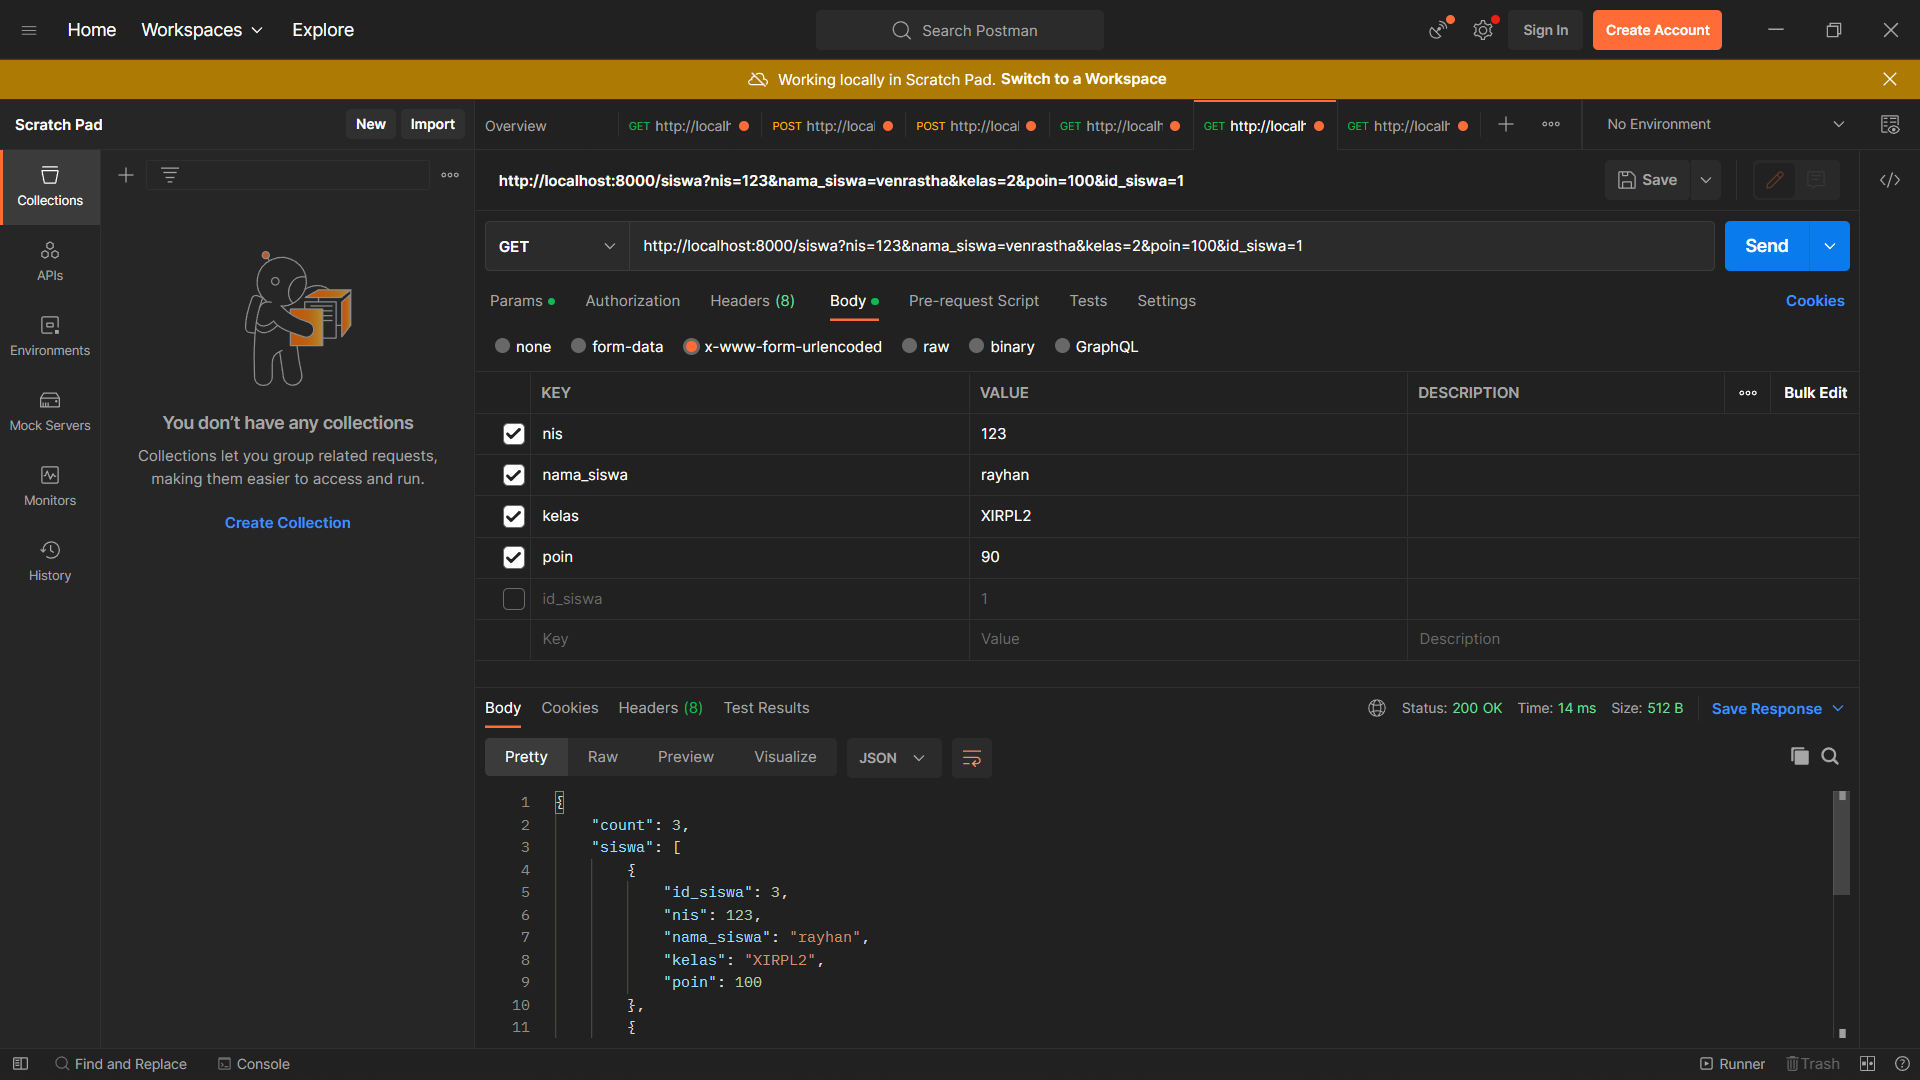 Home Workspaces Explore Search Postman Sign In Create Account
Working locally in Scratch Pad. Switch to a Workspace
Scratch Pad New Import Overview GET http://localh POST http://local POST http://local GET http://localh GET http://localh GET http://localh No Environment
http://localhost:8000/siswa?nis=123&nama_siswa=venrastha&kelas=2&poin=100&id_siswa=1 Save
GET http://localhost:8000/siswa?nis=123&nama_siswa=venrastha&kelas=2&poin=100&id_siswa=1 Send
Params Authorization Headers (8) Body Pre-request Script Tests Settings Cookies
none form-data x-www-form-urlencoded raw binary GraphQL
KEY VALUE DESCRIPTION Bulk Edit
nis 123
nama_siswa rayhan
kelas XIRPL2
poin 90
id_siswa 1
Key Value Description
Collections
APIs
Environments
Mock Servers
Monitors
History
You don’t have any collections
Collections let you group related requests,
making them easier to access and run.
Create Collection
Body Cookies Headers (8) Test Results Status: 200 OK Time: 14 ms Size: 512 B Save Response
Pretty Raw Preview Visualize JSON
1 {
2 "count": 3,
3 "siswa": [
4 {
5 "id_siswa": 3,
6 "nis": 123,
7 "nama_siswa": "rayhan",
8 "kelas": "XIRPL2",
9 "poin": 100
10 },
11 {
Find and Replace Console Runner Trash